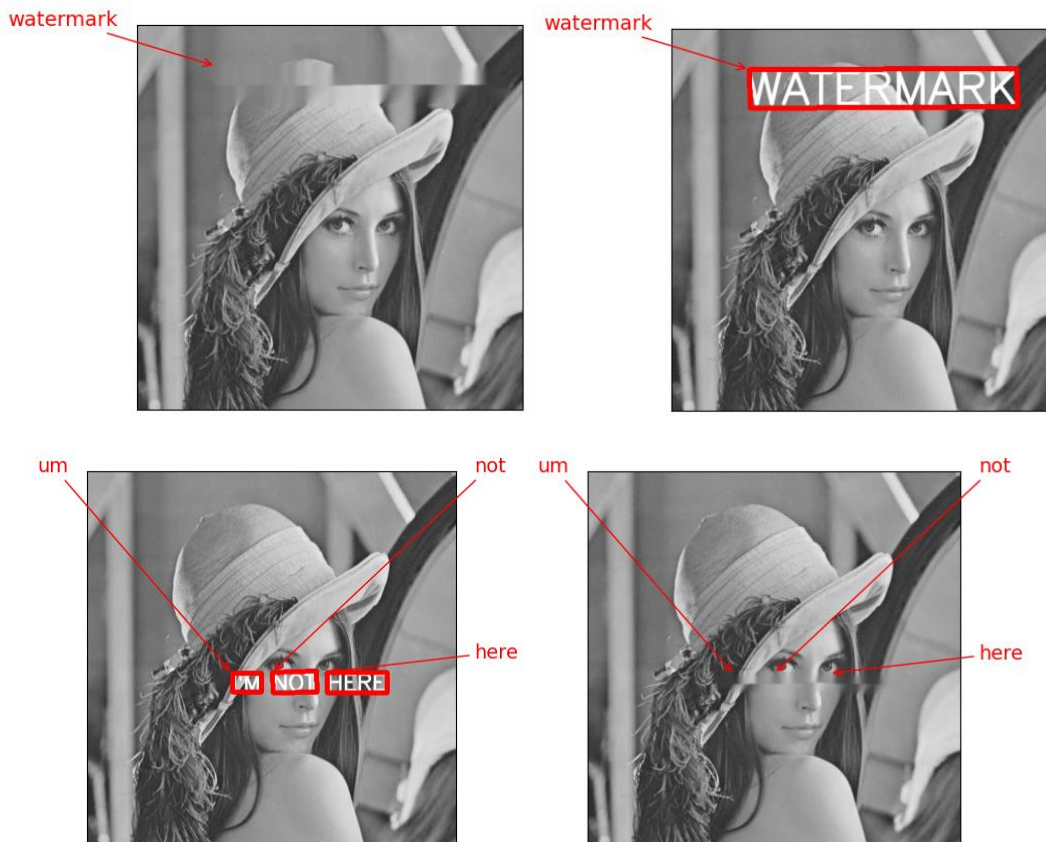 watermark
watermark
WATERMARK
um
not
um
not
I'M NOT HERE
here
here